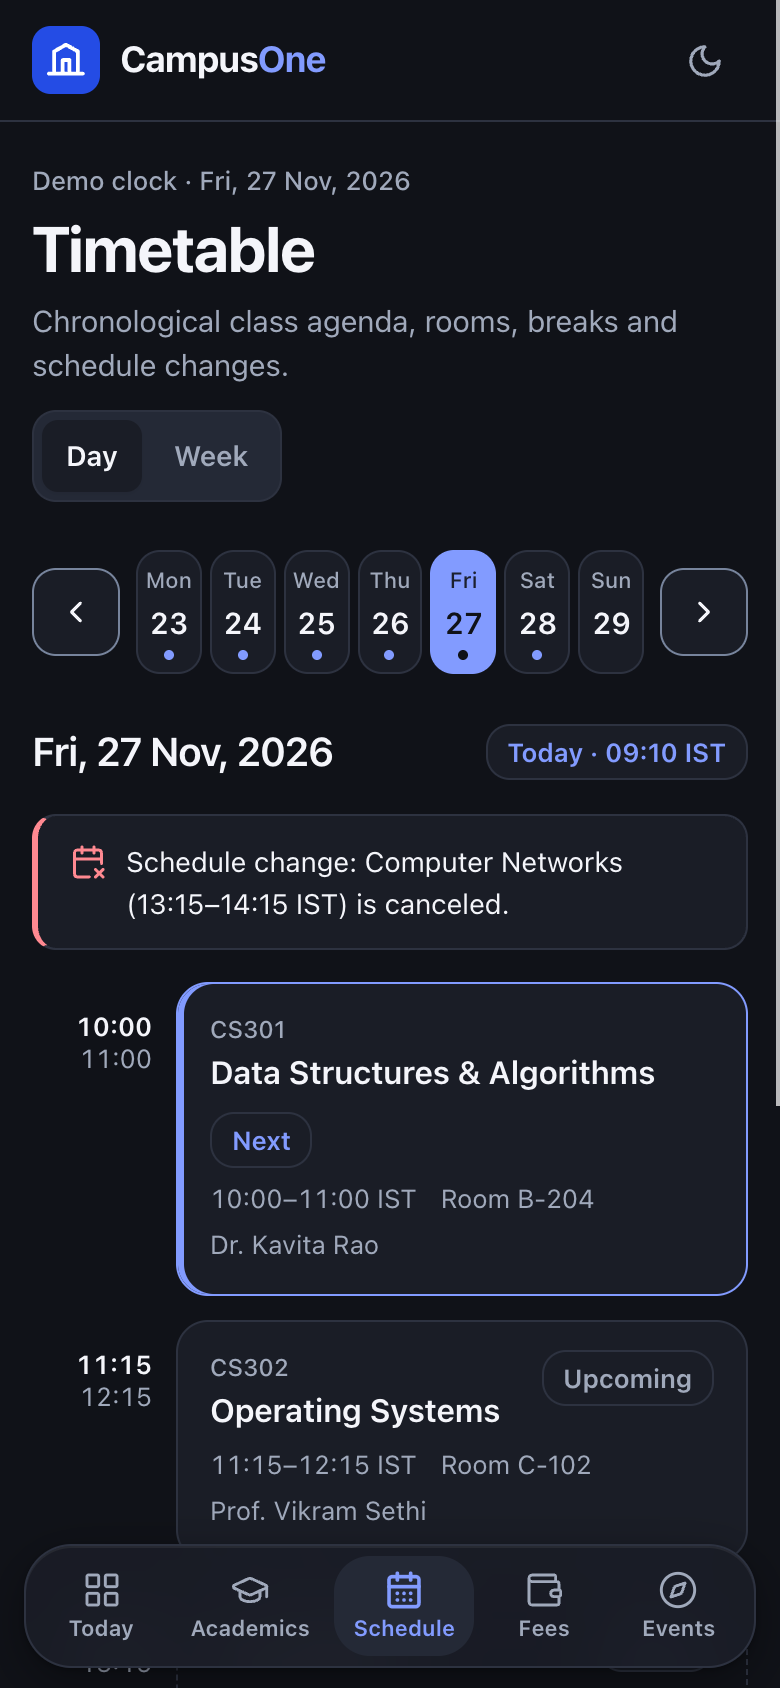 CampusOne
Demo clock · Fri, 27 Nov, 2026
Timetable
Chronological class agenda, rooms, breaks and
schedule changes.
Day Week
Mon Tue Wed Thu Fri Sat Sun
23 24 25 26 27 28 29
Fri, 27 Nov, 2026
Today · 09:10 IST
Schedule change: Computer Networks
(13:15–14:15 IST) is canceled.
10:00
11:00
CS301
Data Structures & Algorithms
Next
10:00–11:00 IST Room B-204
Dr. Kavita Rao
11:15
12:15
CS302
Upcoming
Operating Systems
11:15–12:15 IST Room C-102
Prof. Vikram Sethi
Today Academics Schedule Fees Events